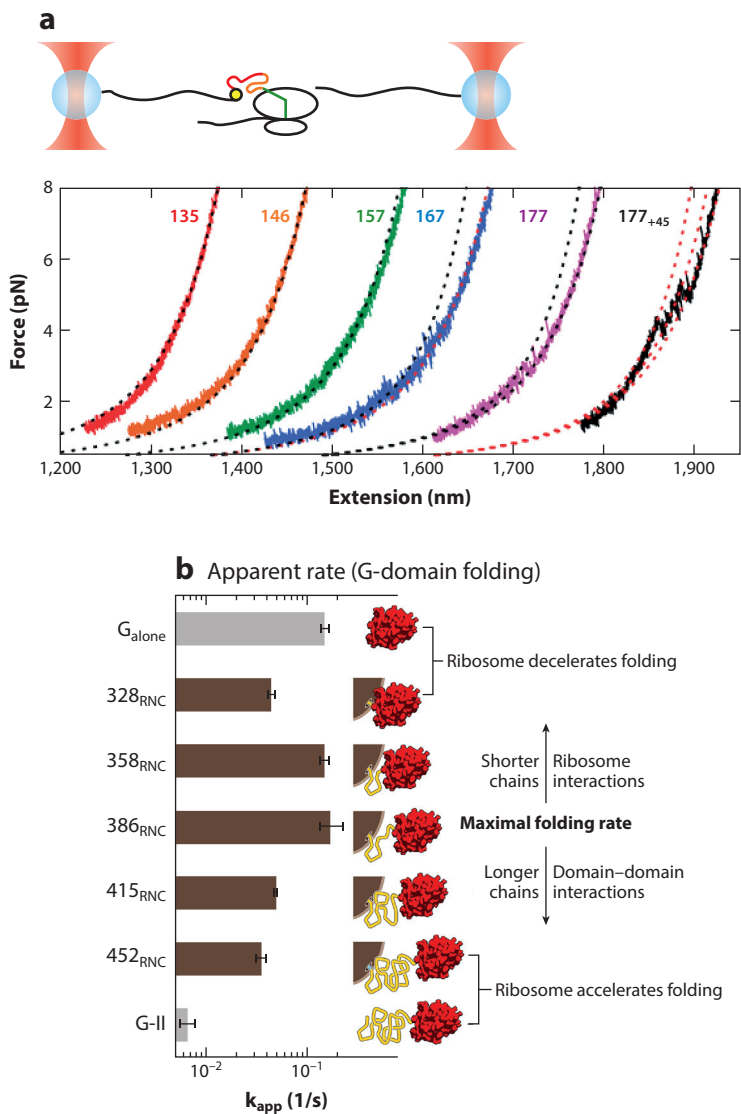 a
8
6
4
2
Force (pN)
135 146 157 167 177 177+45
1,200 1,300 1,400 1,500 1,600 1,700 1,800 1,900
Extension (nm)
b Apparent rate (G-domain folding)
Galone
328RNC
358RNC
386RNC
415RNC
452RNC
G-II
Ribosome decelerates folding
Shorter chains
Ribosome interactions
Maximal folding rate
Longer chains
Domain–domain interactions
Ribosome accelerates folding
10⁻² 10⁻¹
kapp (1/s)